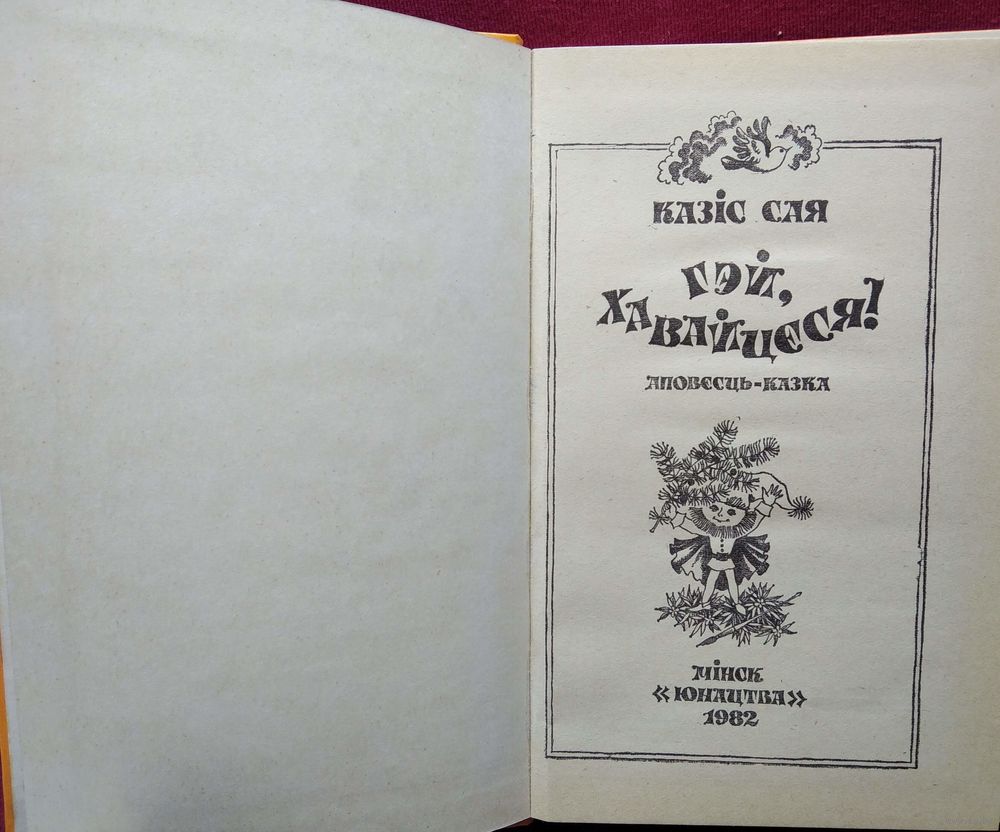 КАЗІС САЯ
ГЭЙ,
ХАВАЙЦЕСЯ!
АПОВЕСЦЬ-КАЗКА
МІНСК
«ЮНАЦТВА»
1982